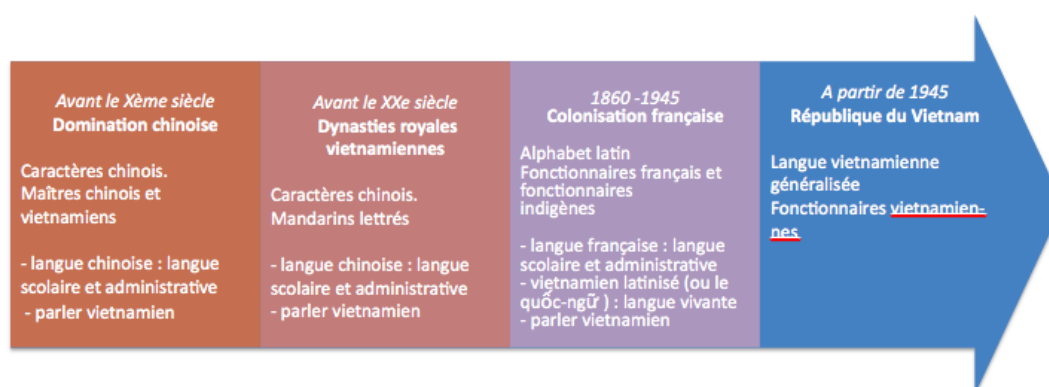 Avant le Xème siècle
Domination chinoise
Caractères chinois.
Maîtres chinois et
vietnamiens
- langue chinoise : langue
scolaire et administrative
- parler vietnamien
Avant le XXe siècle
Dynasties royales
vietnamiennes
Caractères chinois.
Mandarins lettrés
- langue chinoise : langue
scolaire et administrative
- parler vietnamien
1860 -1945
Colonisation française
Alphabet latin
Fonctionnaires français et
fonctionnaires
indigènes
- langue française : langue
scolaire et administrative
- vietnamien latinisé (ou le
quốc-ngữ ) : langue vivante
- parler vietnamien
A partir de 1945
République du Vietnam
Langue vietnamienne
généralisée
Fonctionnaires vietnamien-
nes